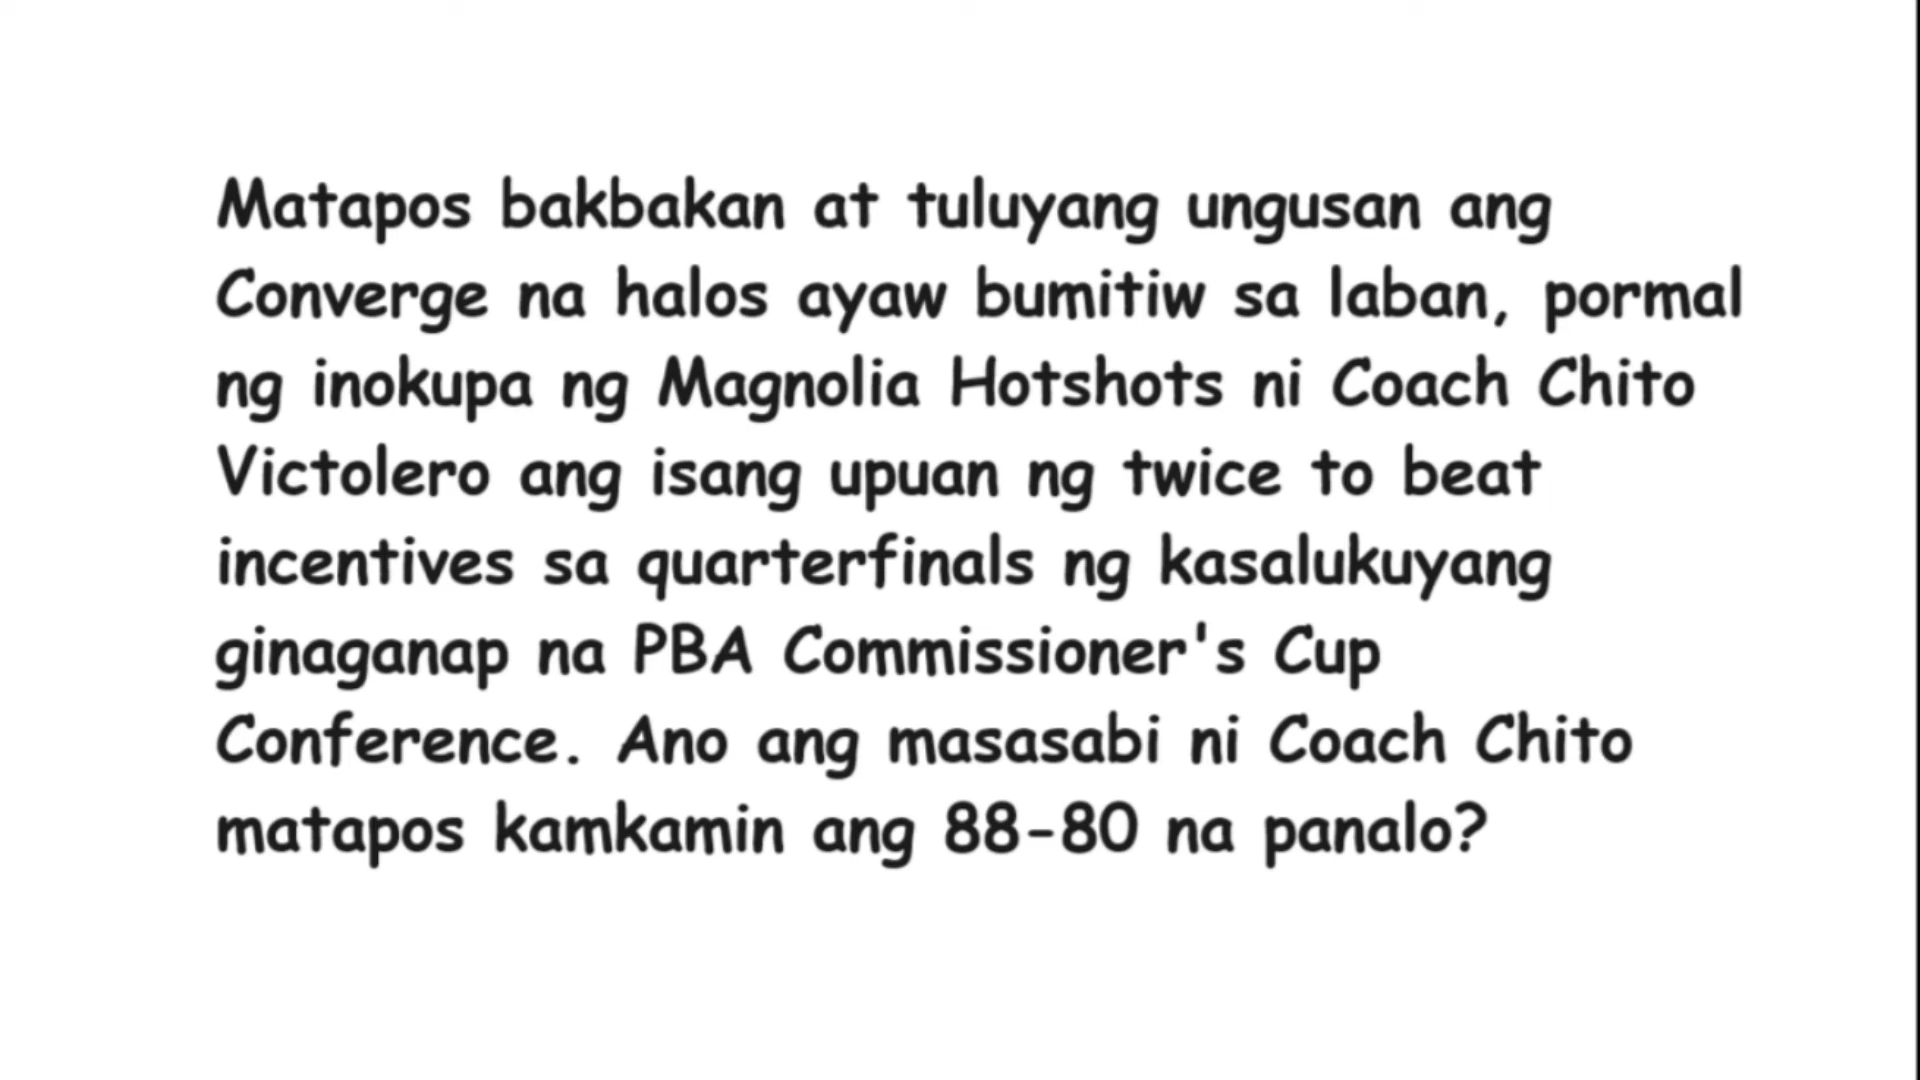 Matapos bakbakan at tuluyang ungusan ang
Converge na halos ayaw bumitiw sa laban, pormal
ng inokupa ng Magnolia Hotshots ni Coach Chito
Victolero ang isang upuan ng twice to beat
incentives sa quarterfinals ng kasalukuyang
ginaganap na PBA Commissioner's Cup
Conference. Ano ang masasabi ni Coach Chito
matapos kamkamin ang 88-80 na panalo?